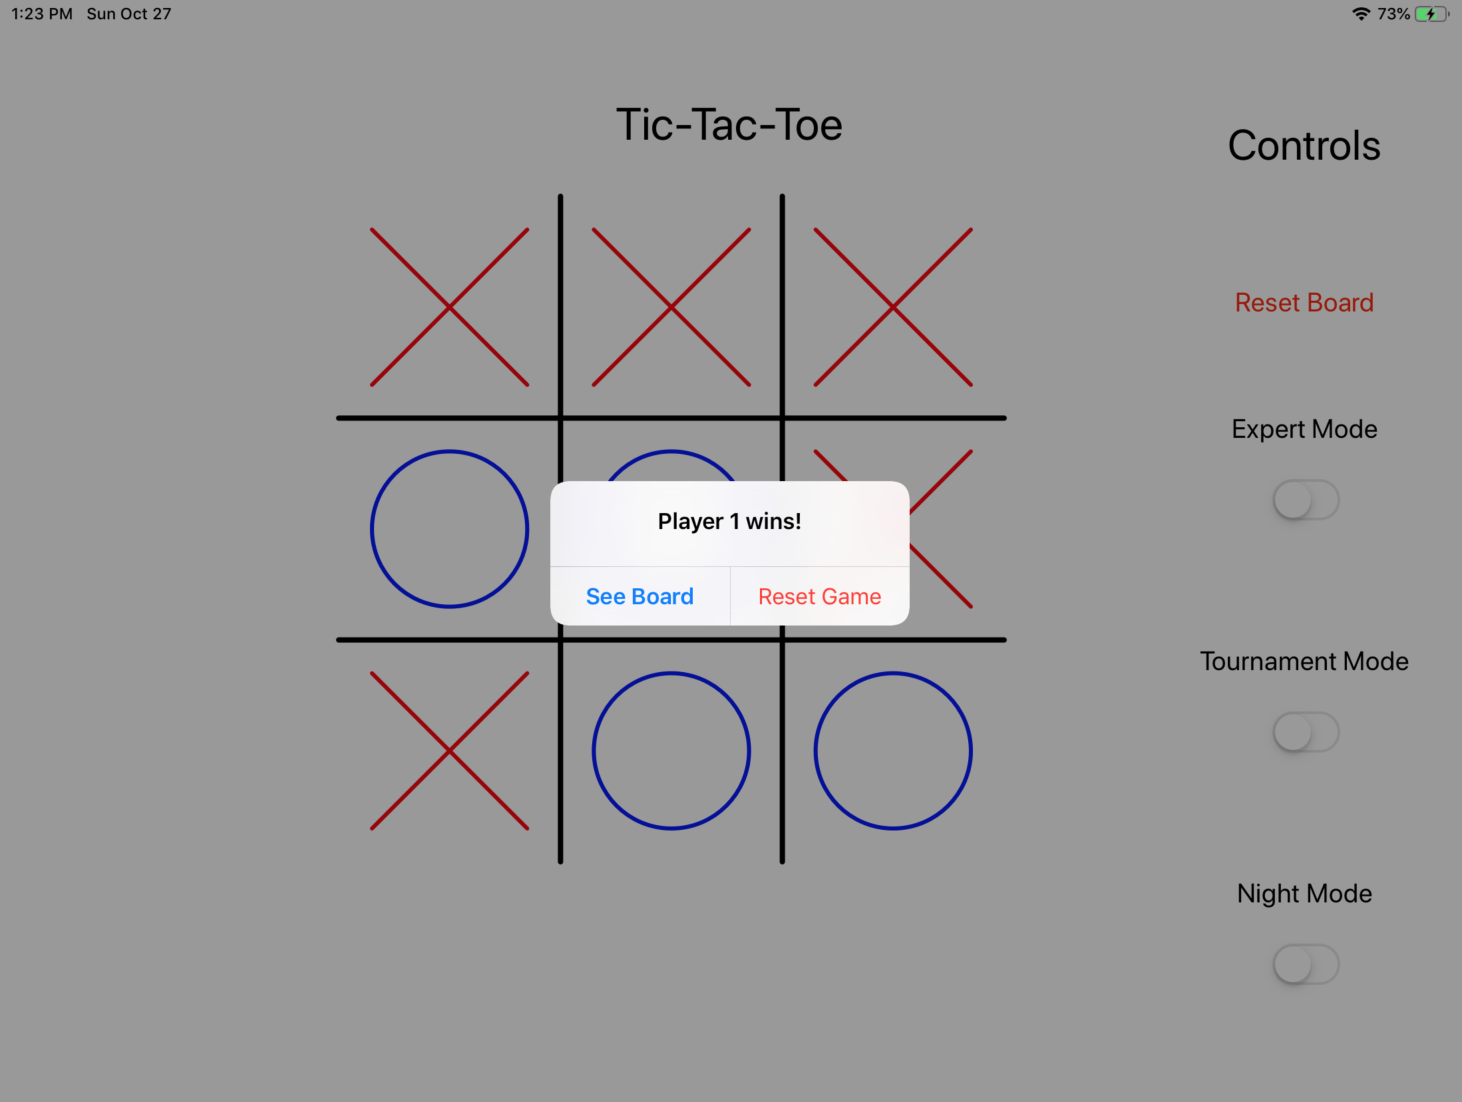 1:23 PM Sun Oct 27
73%
Tic-Tac-Toe
Controls
Reset Board
Expert Mode
Player 1 wins!
See Board Reset Game
Tournament Mode
Night Mode